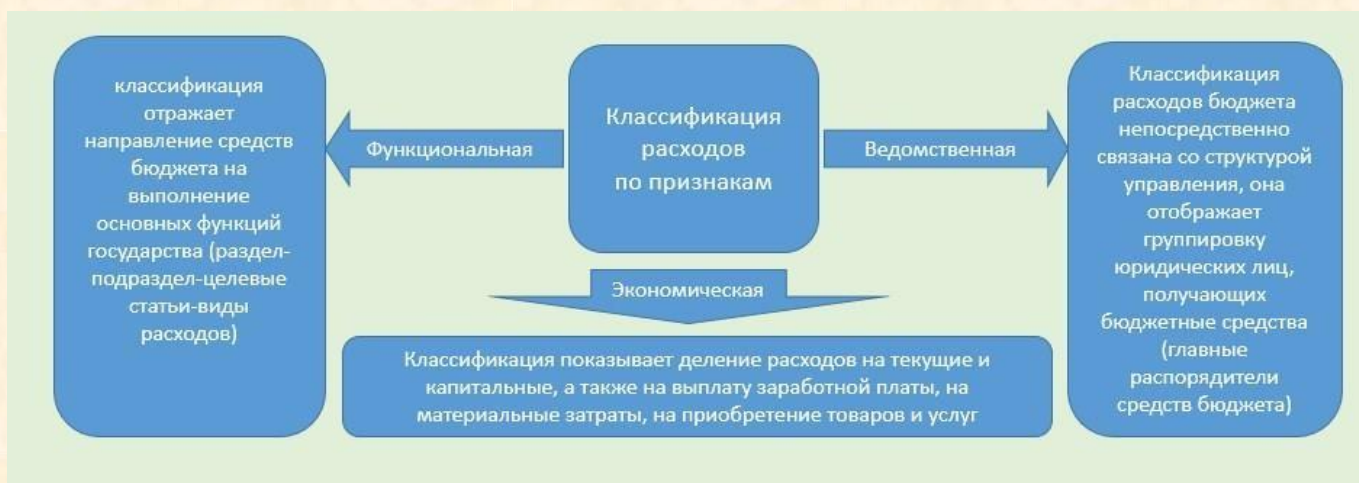 классификация
отражает
направление средств
бюджета на
выполнение
основных функций
государства (раздел-
подраздел-целевые
статьи-виды
расходов)
Функциональная
Классификация
расходов
по признакам
Ведомственная
Классификация
расходов бюджета
непосредственно
связана со структурой
управления, она
отображает
группировку
юридических лиц,
получающих
бюджетные средства
(главные
распорядители
средств бюджета)
Экономическая
Классификация показывает деление расходов на текущие и
капитальные, а также на выплату заработной платы, на
материальные затраты, на приобретение товаров и услуг